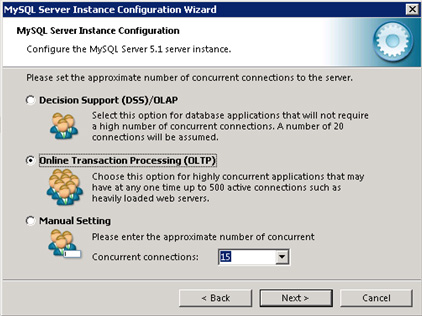 MySQL Server Instance Configuration Wizard
MySQL Server Instance Configuration
Configure the MySQL Server 5.1 server instance.
Please set the approximate number of concurrent connections to the server.
Decision Support (DSS)/OLAP
Select this option for database applications that will not require
a high number of concurrent connections. A number of 20
connections will be assumed.
Online Transaction Processing (OLTP)
Choose this option for highly concurrent applications that may
have at any one time up to 500 active connections such as
heavily loaded web servers.
Manual Setting
Please enter the approximate number of concurrent
Concurrent connections: 15
< Back Next > Cancel